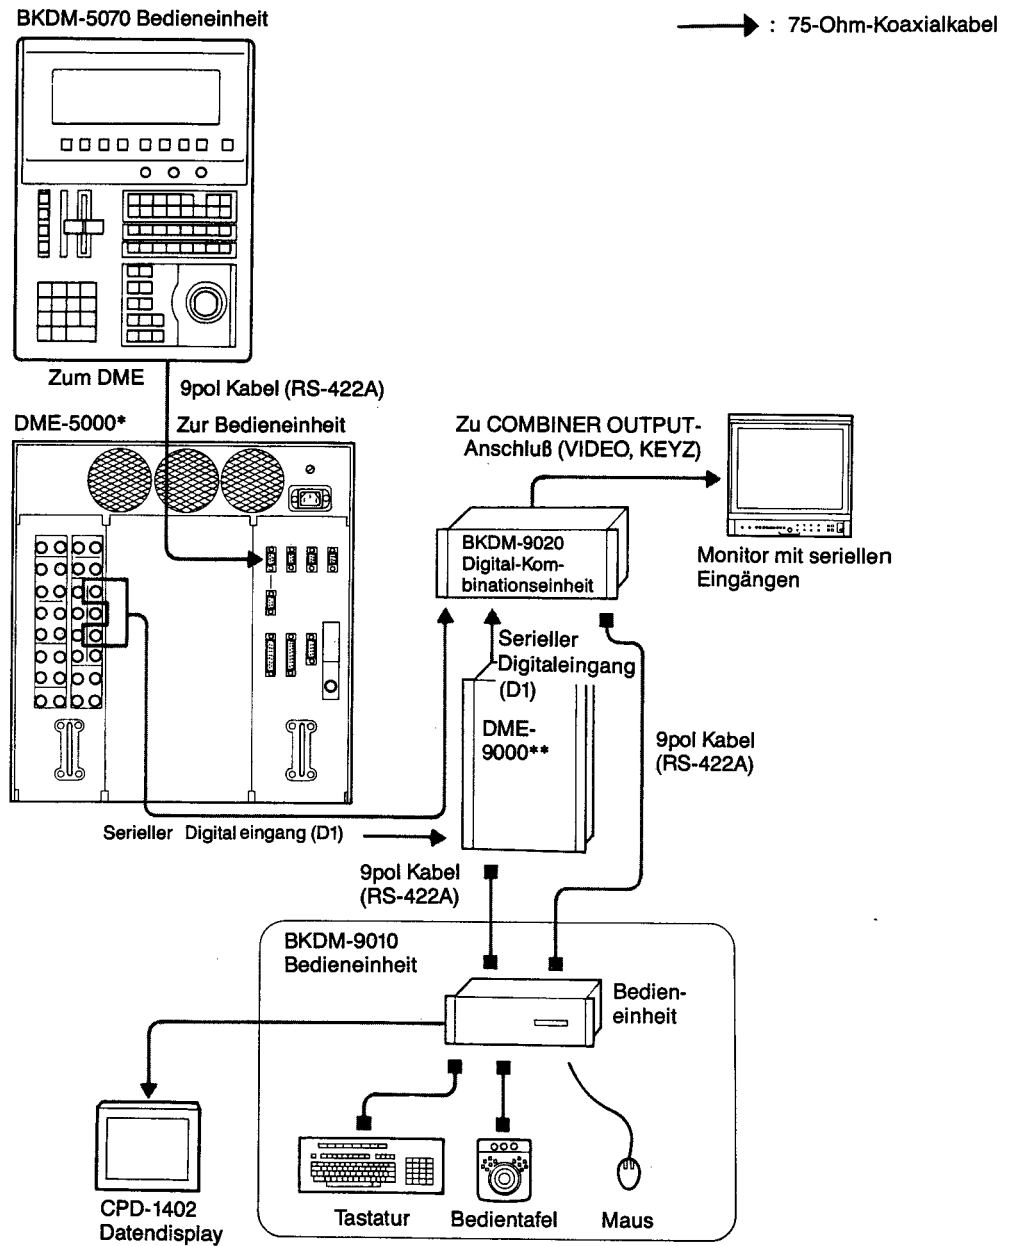 BKDM-5070 Bedieneinheit
: 75-Ohm-Koaxialkabel
Zum DME
9pol Kabel (RS-422A)
DME-5000*
Zur Bedieneinheit
Zu COMBINER OUTPUT-
Anschluß (VIDEO, KEYZ)
BKDM-9020
Digital-Kom-
binationseinheit
Monitor mit seriellen
Eingängen
Serieller
Digitaleingang
(D1)
DME-
9000**
9pol Kabel
(RS-422A)
Serieller Digitaleingang (D1)
9pol Kabel
(RS-422A)
BKDM-9010
Bedieneinheit
Bedien-
einheit
CPD-1402
Datendisplay
Tastatur
Bedientafel
Maus